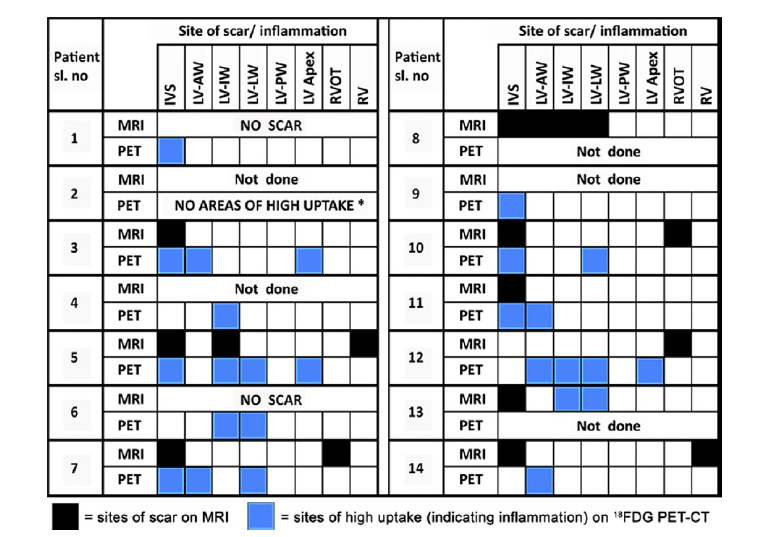 Site of scar/ inflammation
Patient sl. no
IVS
LV-AW
LV-IW
LV-LW
LV-PW
LV Apex
RVOT
RV
1
MRI NO SCAR
PET
2
MRI Not done
PET NO AREAS OF HIGH UPTAKE *
3
MRI
PET
4
MRI Not done
PET
5
MRI
PET
6
MRI NO SCAR
PET
7
MRI
PET
Site of scar/ inflammation
Patient sl. no
IVS
LV-AW
LV-IW
LV-LW
LV-PW
LV Apex
RVOT
RV
8
MRI
PET Not done
9
MRI Not done
PET
10
MRI
PET
11
MRI
PET
12
MRI
PET
13
MRI
PET Not done
14
MRI
PET
= sites of scar on MRI = sites of high uptake (indicating inflammation) on ¹⁸FDG PET-CT